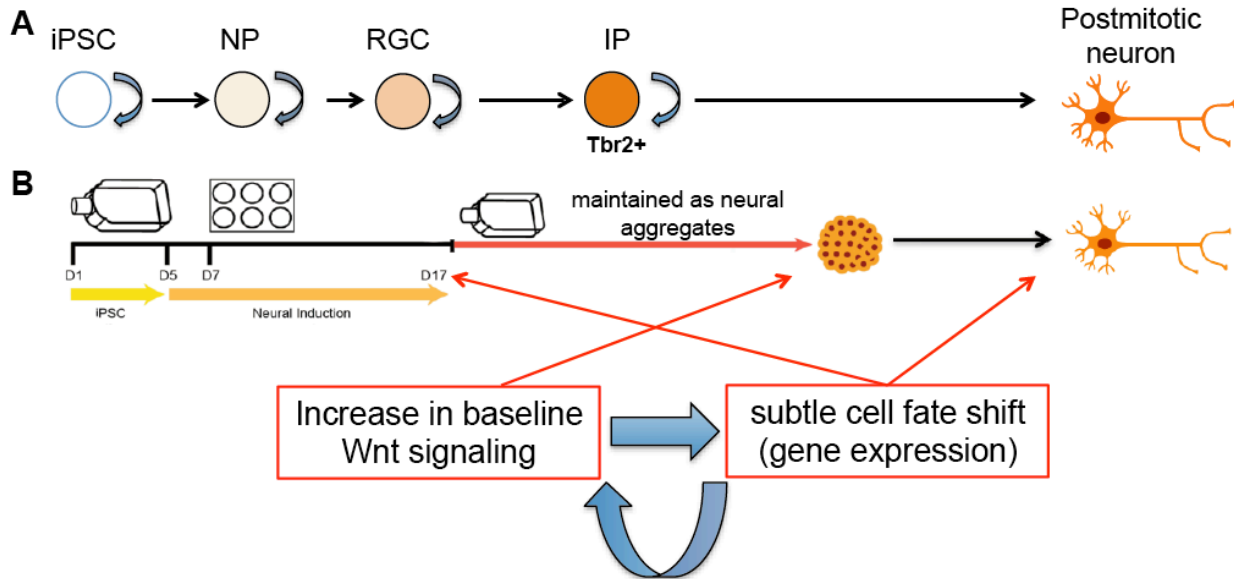 A
iPSC
NP
RGC
IP
Postmitotic
neuron
Tbr2+
B
maintained as neural
aggregates
D1
D5
D7
D17
iPSC
Neural Induction
Increase in baseline
Wnt signaling
subtle cell fate shift
(gene expression)